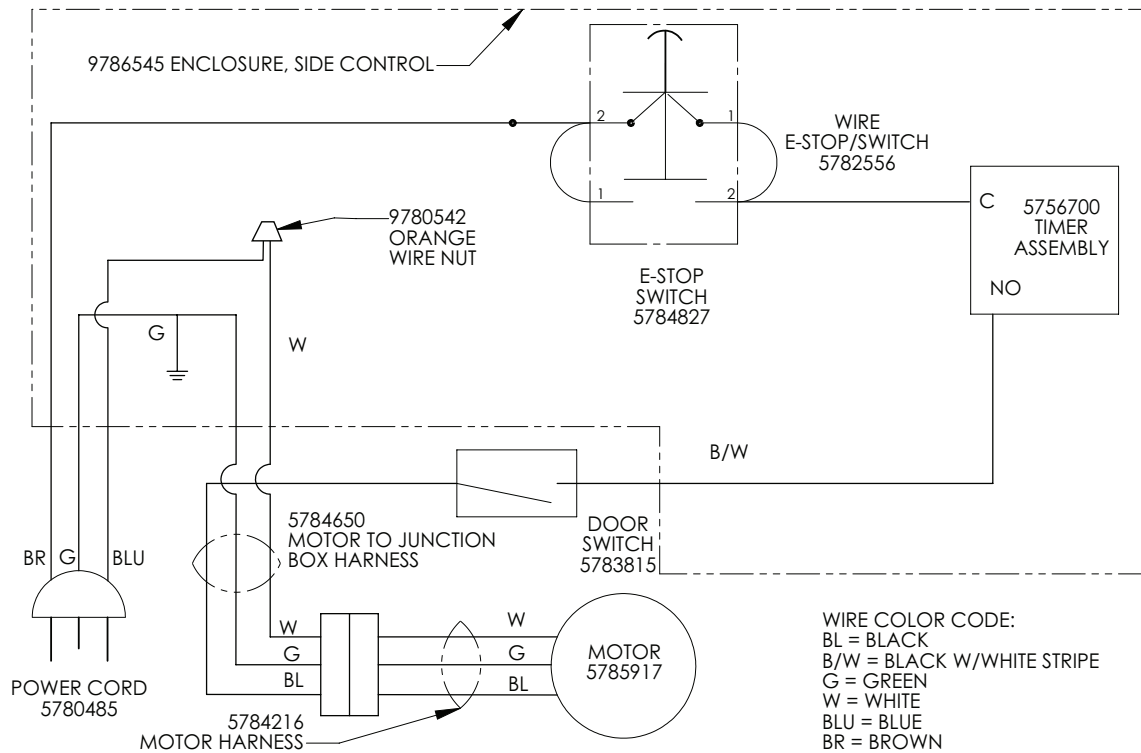 9786545 ENCLOSURE, SIDE CONTROL
2
1
1
2
WIRE
E-STOP/SWITCH
5782556
C
5756700
TIMER
ASSEMBLY
NO
9780542
ORANGE
WIRE NUT
E-STOP
SWITCH
5784827
G
W
B/W
5784650
MOTOR TO JUNCTION
BOX HARNESS
DOOR
SWITCH
5783815
BR
G
BLU
POWER CORD
5780485
W
G
BL
W
G
BL
MOTOR
5785917
5784216
MOTOR HARNESS
WIRE COLOR CODE:
BL = BLACK
B/W = BLACK W/WHITE STRIPE
G = GREEN
W = WHITE
BLU = BLUE
BR = BROWN